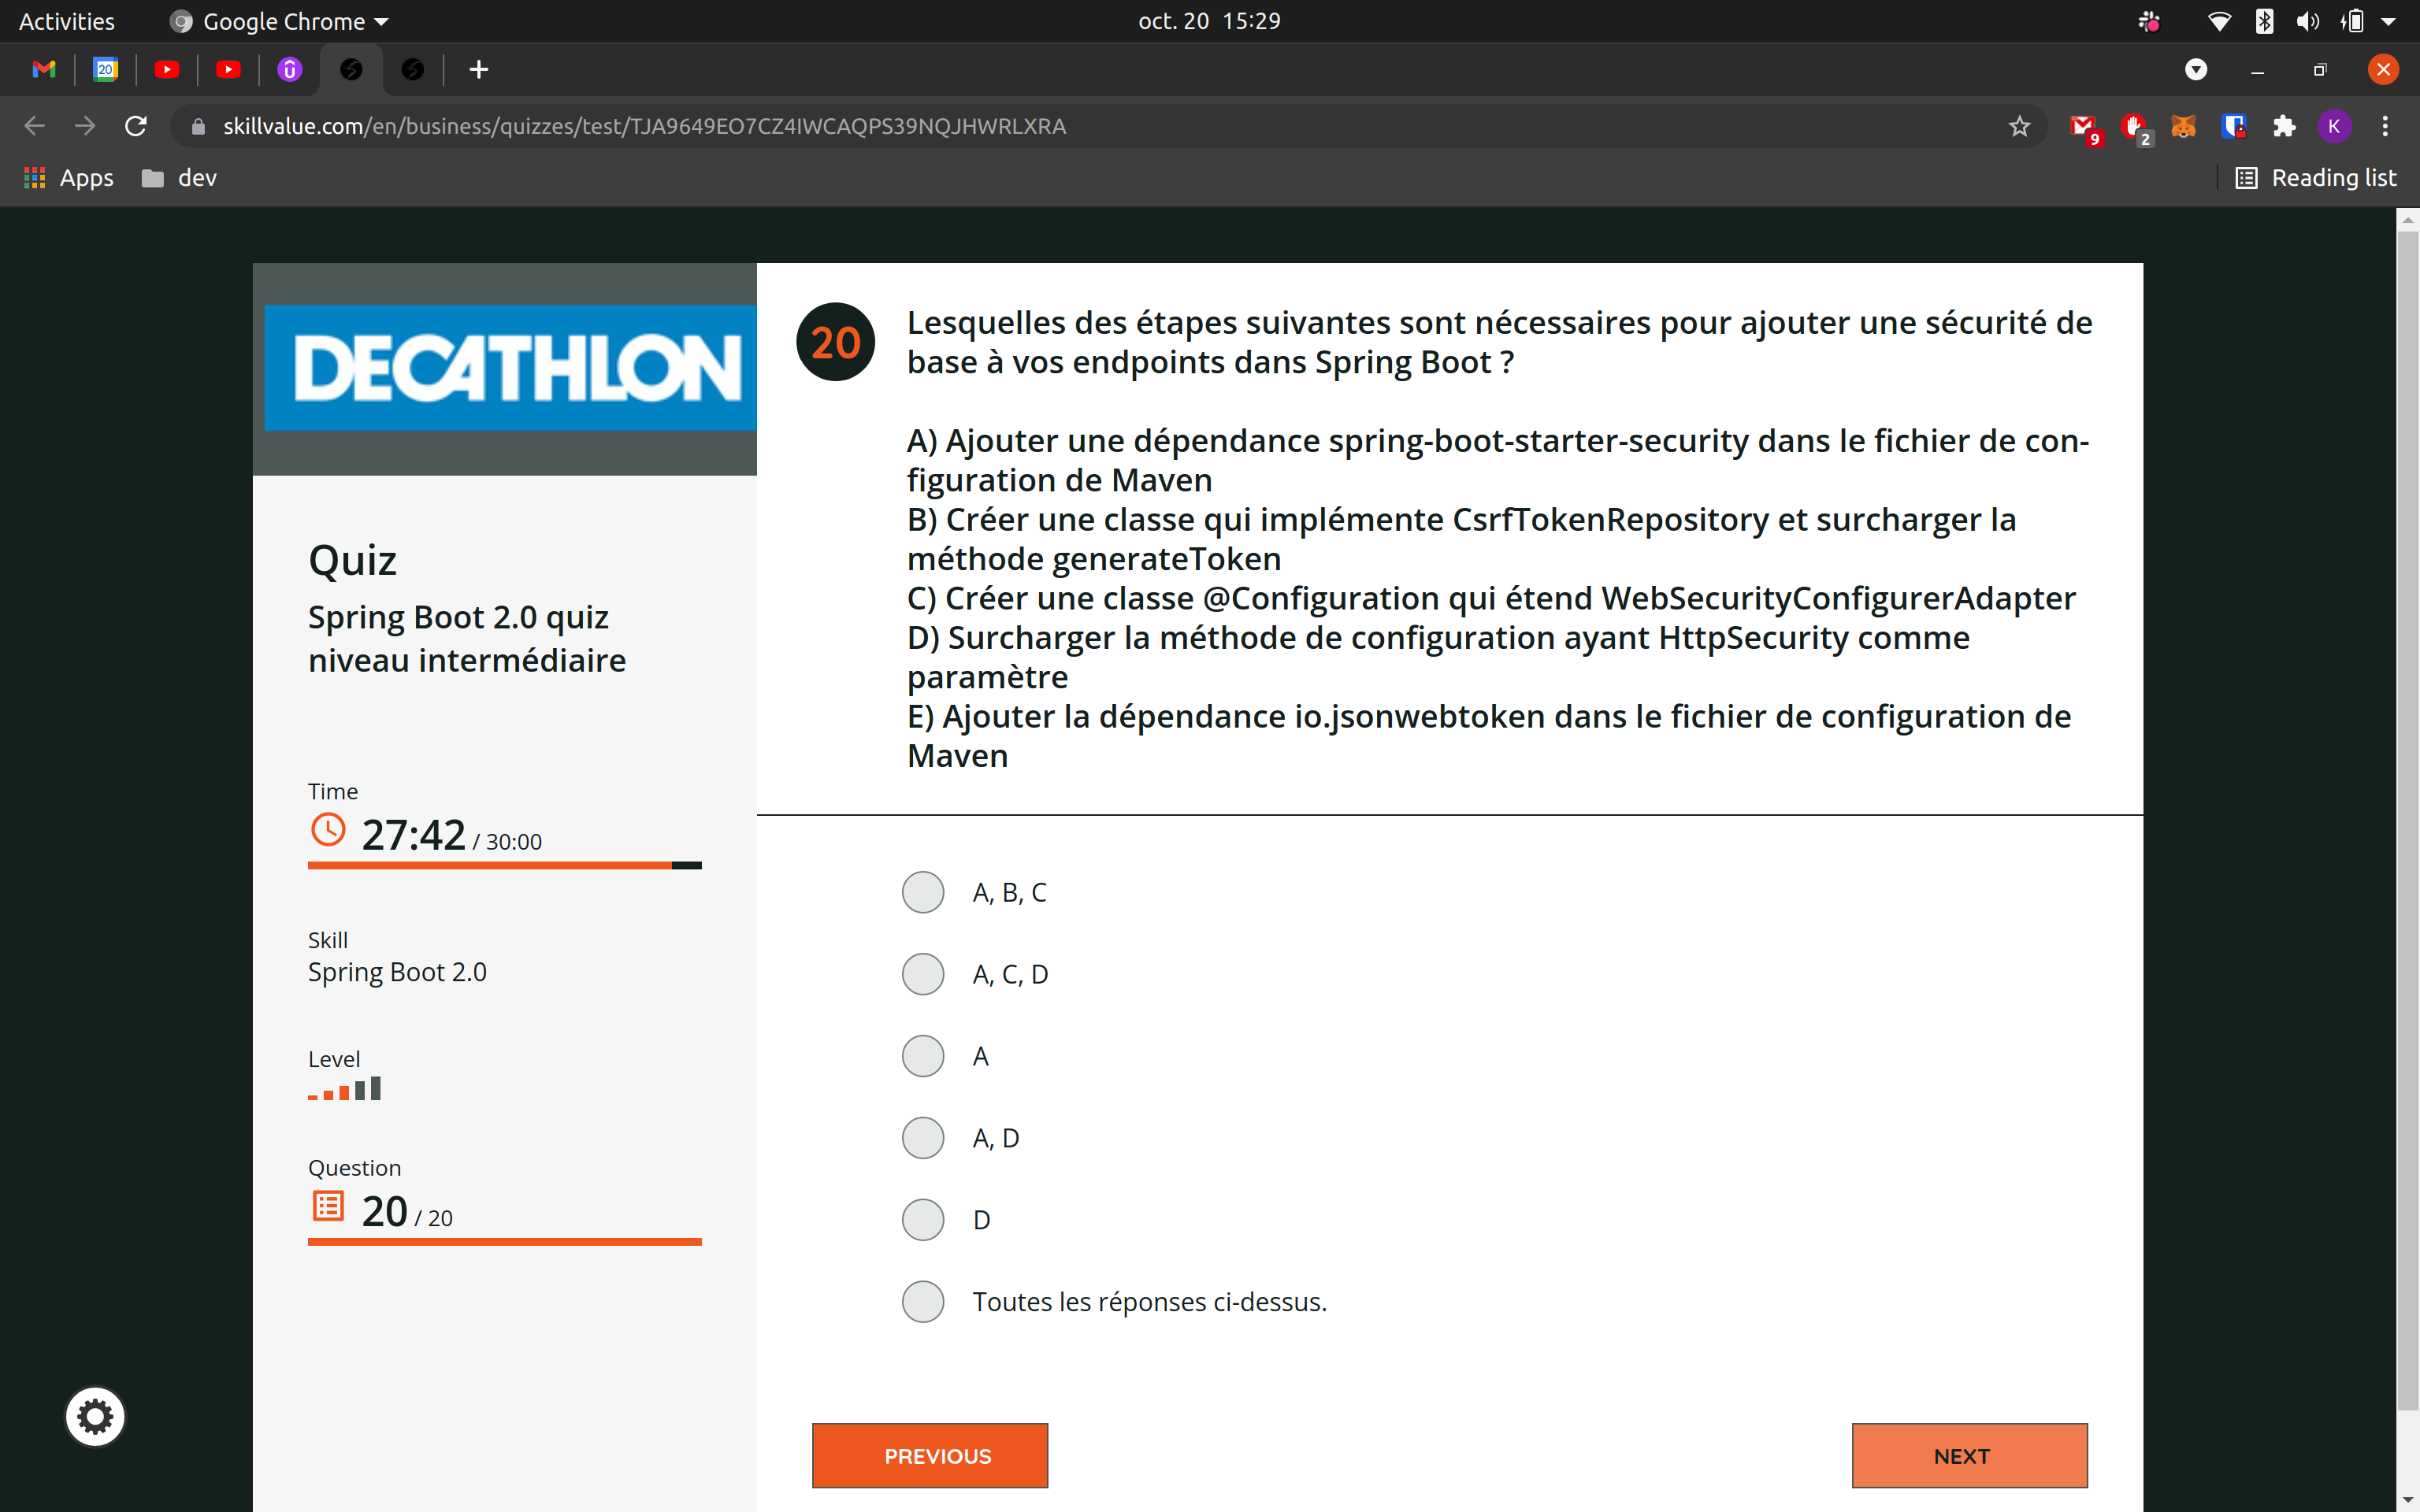 Activities
Google Chrome
oct. 20 15:29
20
skillvalue.com/en/business/quizzes/test/TJA9649EO7CZ4IWCAQPS39NQJHWRLXRA
9
2
K
Apps
dev
Reading list
DECATHLON
Quiz
Spring Boot 2.0 quiz
niveau intermédiaire
Time
27:42 / 30:00
Skill
Spring Boot 2.0
Level
Question
20 / 20
20
Lesquelles des étapes suivantes sont nécessaires pour ajouter une sécurité de
base à vos endpoints dans Spring Boot ?
A) Ajouter une dépendance spring-boot-starter-security dans le fichier de con-
figuration de Maven
B) Créer une classe qui implémente CsrfTokenRepository et surcharger la
méthode generateToken
C) Créer une classe @Configuration qui étend WebSecurityConfigurerAdapter
D) Surcharger la méthode de configuration ayant HttpSecurity comme
paramètre
E) Ajouter la dépendance io.jsonwebtoken dans le fichier de configuration de
Maven
A, B, C
A, C, D
A
A, D
D
Toutes les réponses ci-dessus.
PREVIOUS
NEXT